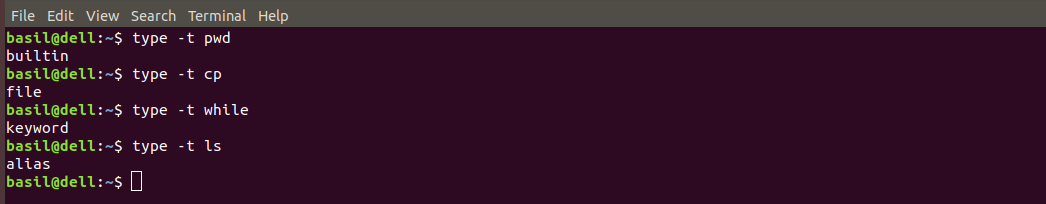 File Edit View Search Terminal Help
basil@dell:~$ type -t pwd
builtin
basil@dell:~$ type -t cp
file
basil@dell:~$ type -t while
keyword
basil@dell:~$ type -t ls
alias
basil@dell:~$